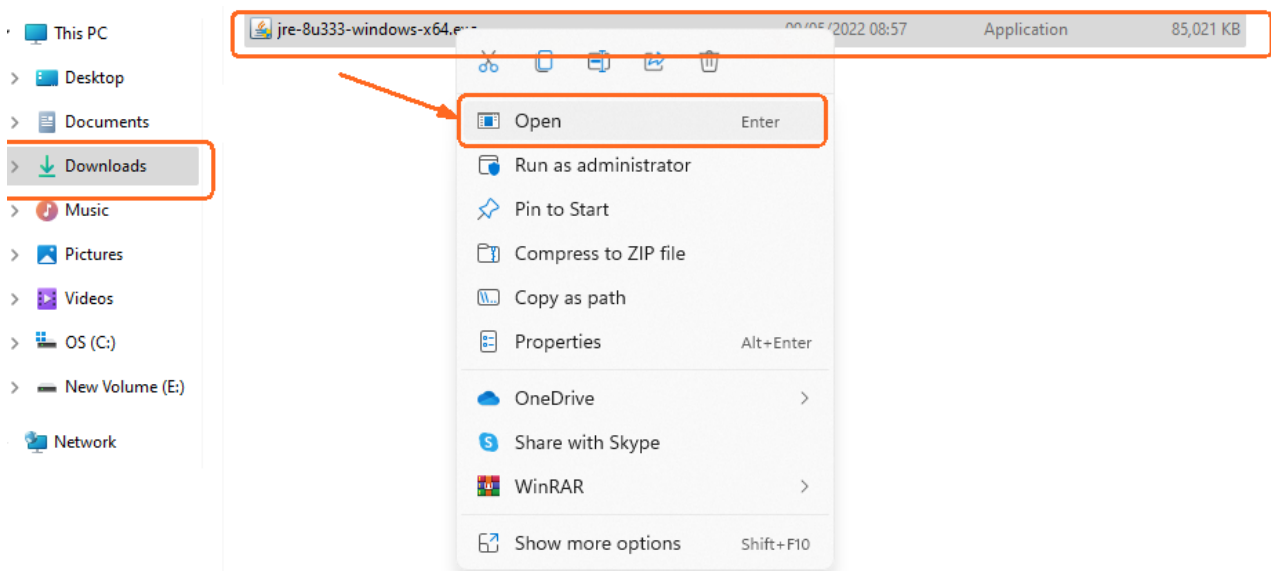 This PC
Desktop
Documents
Downloads
Music
Pictures
Videos
OS (C:)
New Volume (E:)
Network
jre-8u333-windows-x64.exe 09/05/2022 08:57 Application 85,021 KB
Open Enter
Run as administrator
Pin to Start
Compress to ZIP file
Copy as path
Properties Alt+Enter
OneDrive
Share with Skype
WinRAR
Show more options Shift+F10